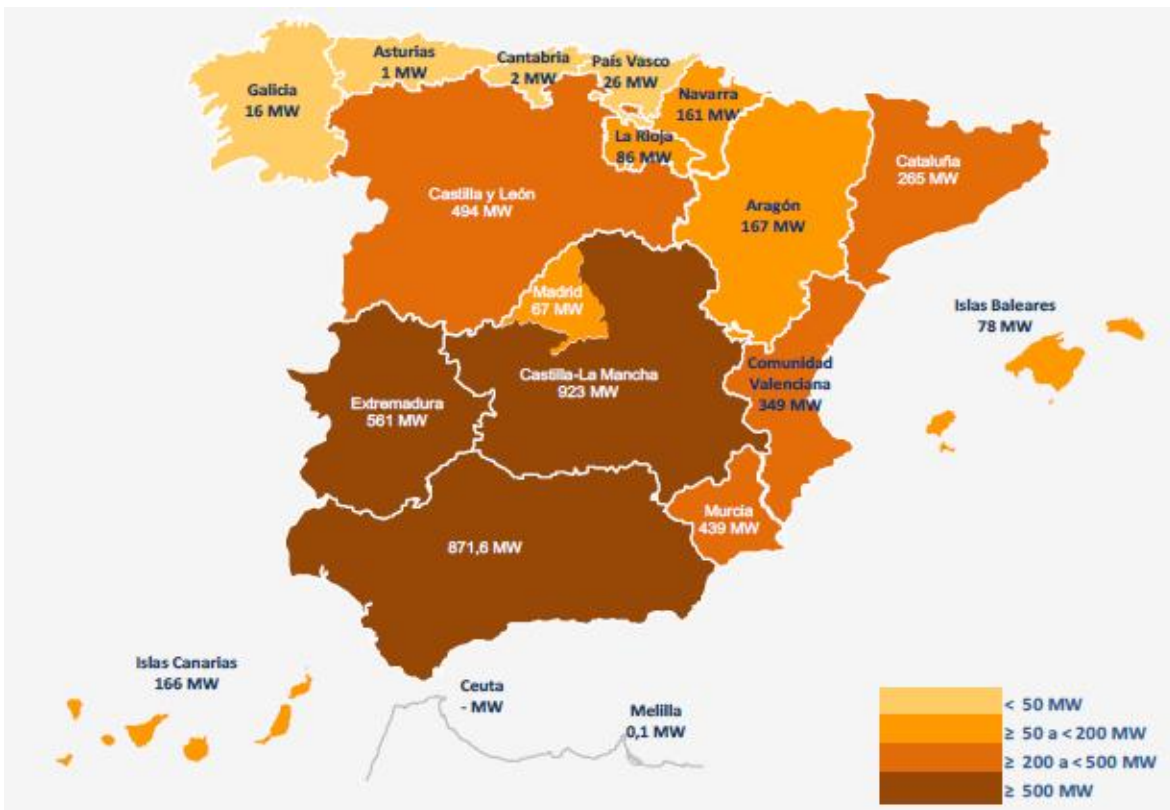 Asturias
1 MW
Cantabria
2 MW
País Vasco
26 MW
Galicia
16 MW
Navarra
161 MW
La Rioja
86 MW
Cataluña
265 MW
Castilla y León
494 MW
Aragón
167 MW
Madrid
67 MW
Islas Baleares
78 MW
Castilla-La Mancha
923 MW
Comunidad
Valenciana
349 MW
Extremadura
561 MW
Murcia
439 MW
871,6 MW
Islas Canarias
166 MW
Ceuta
- MW
Melilla
0,1 MW
< 50 MW
≥ 50 a < 200 MW
≥ 200 a < 500 MW
≥ 500 MW